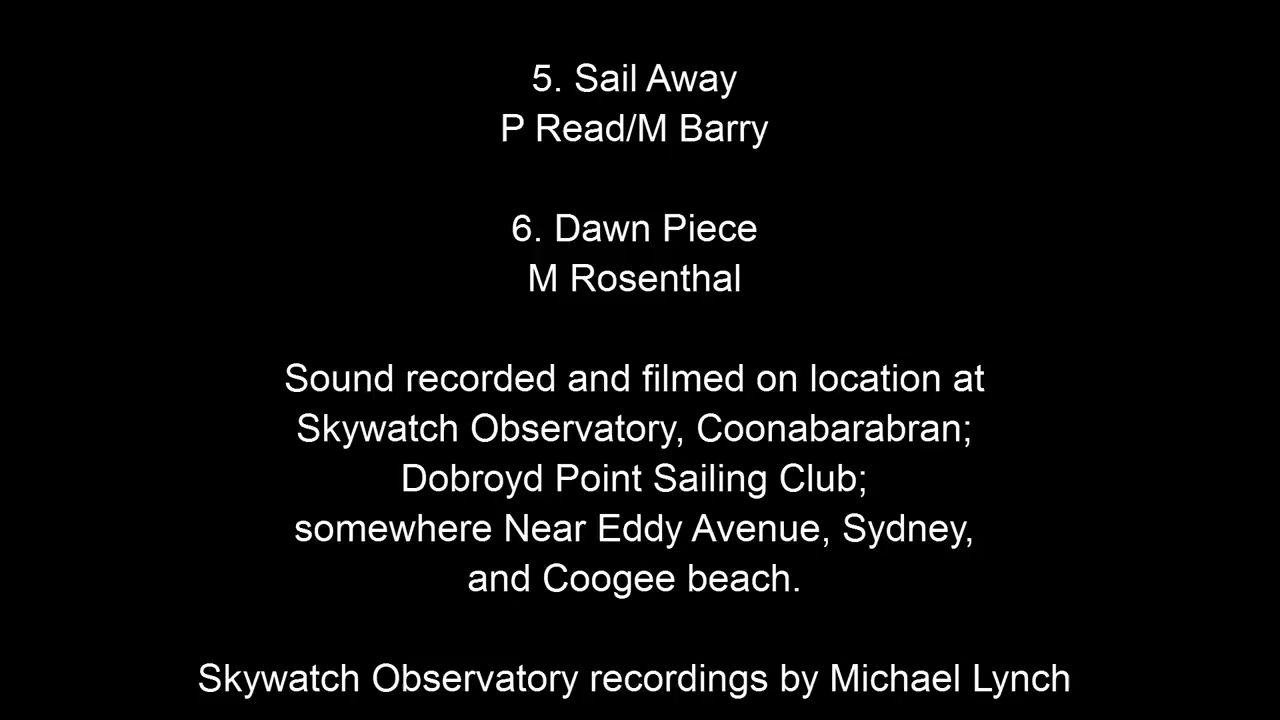 5. Sail Away
P Read/M Barry
6. Dawn Piece
M Rosenthal
Sound recorded and filmed on location at
Skywatch Observatory, Coonabarabran;
Dobroyd Point Sailing Club;
somewhere Near Eddy Avenue, Sydney,
and Coogee beach.
Skywatch Observatory recordings by Michael Lynch